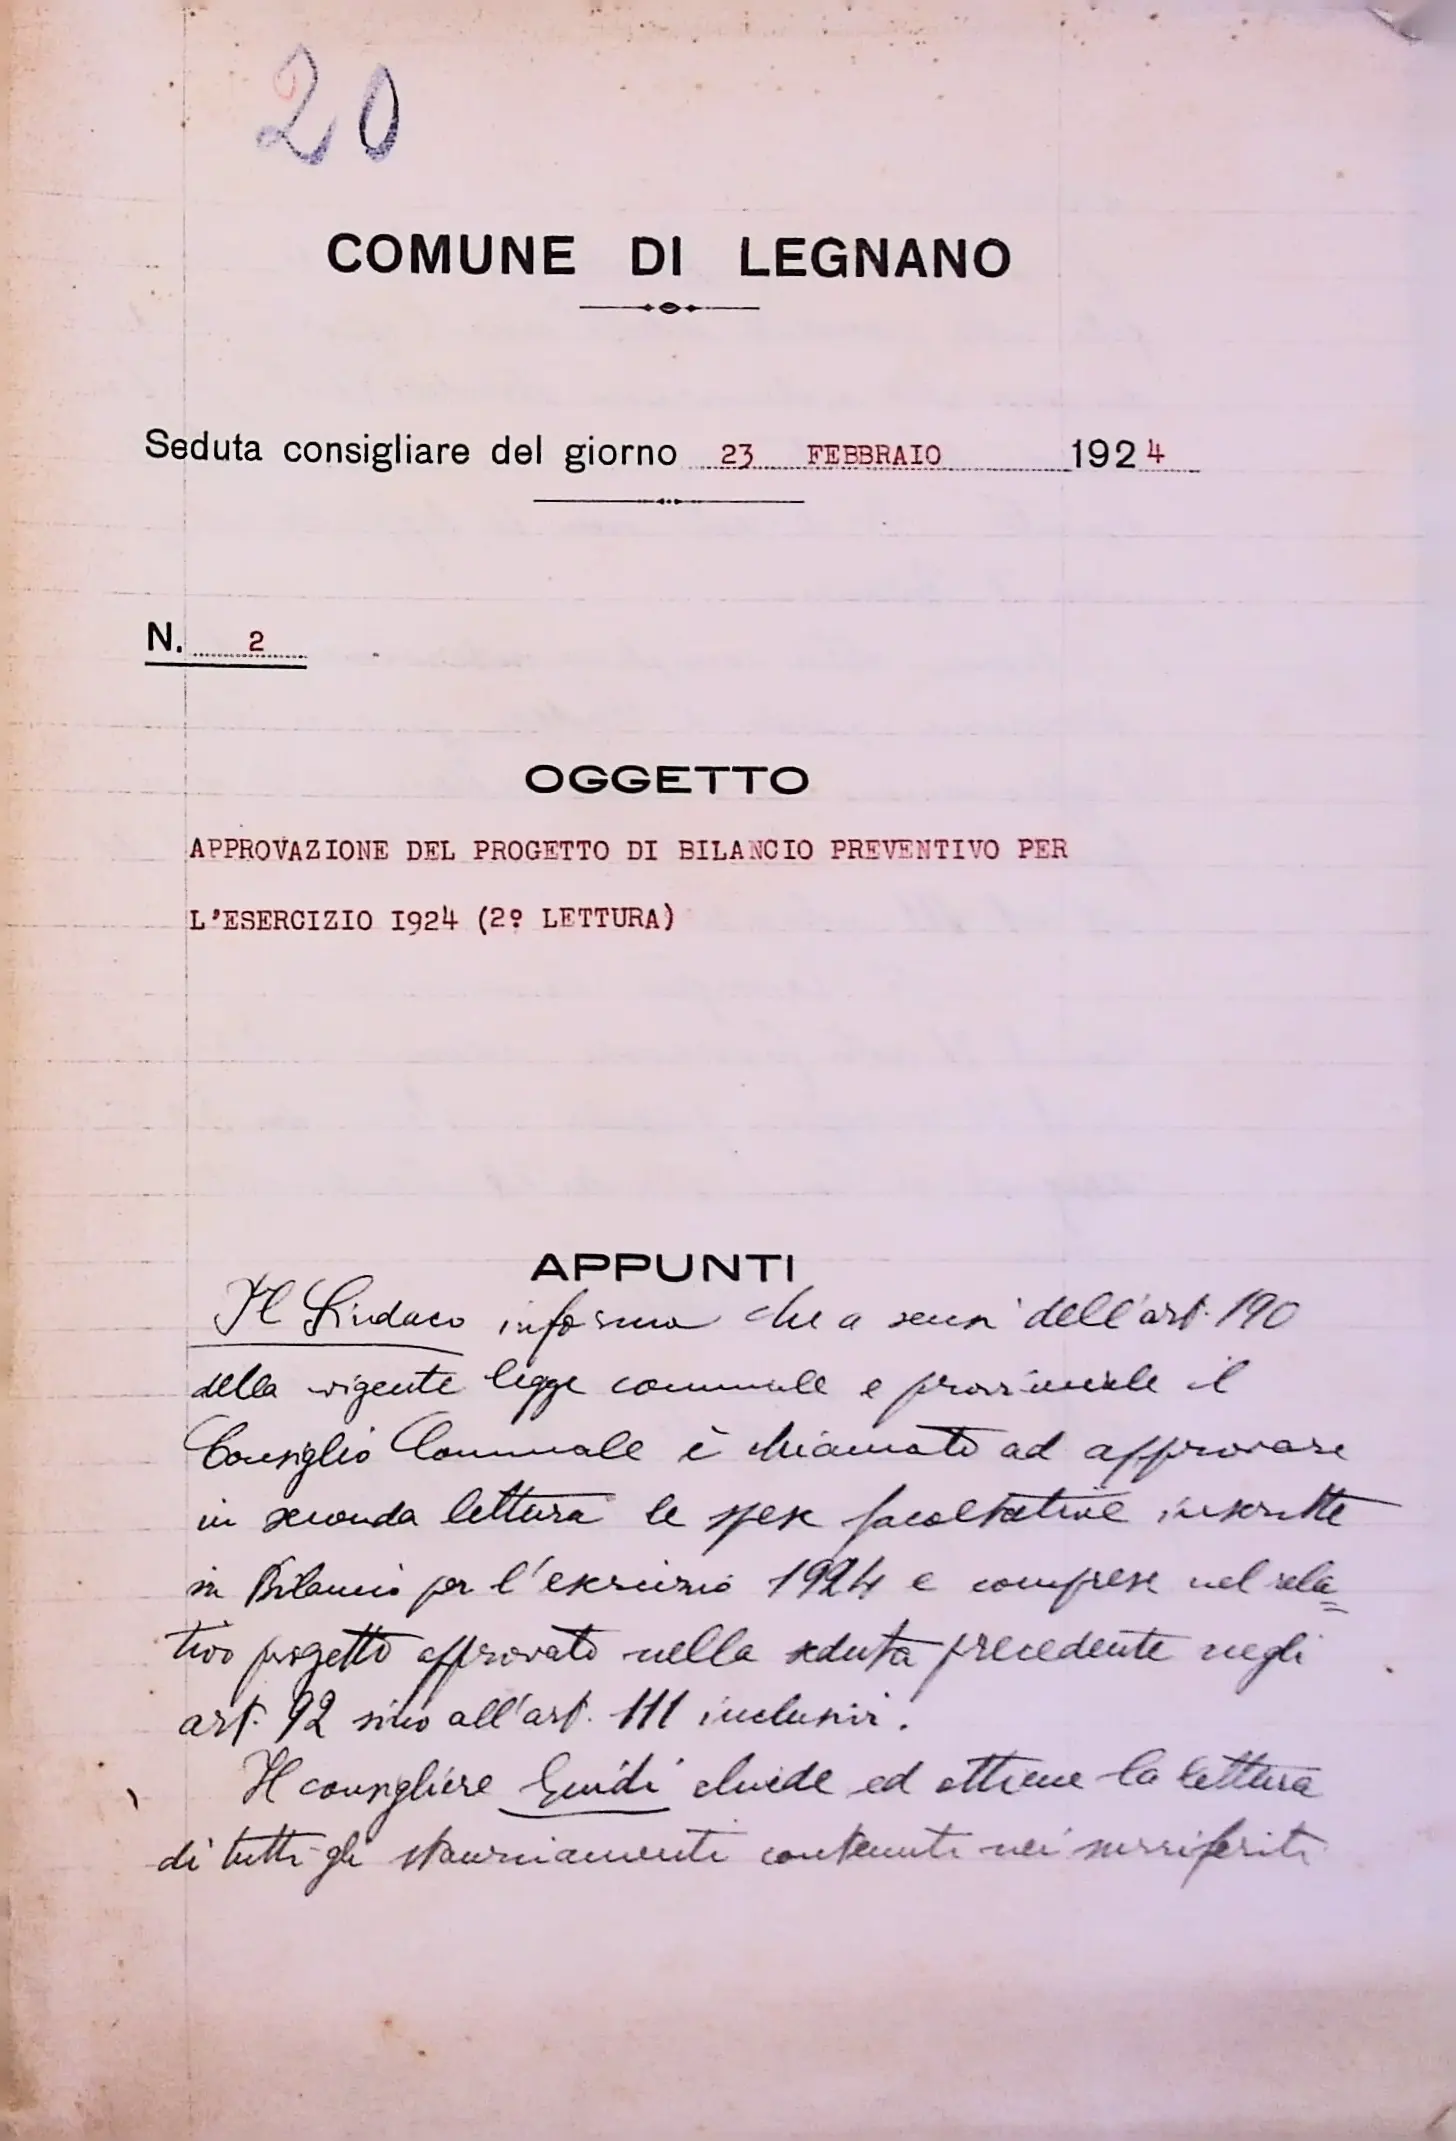 20
COMUNE DI LEGNANO
Seduta consigliare del giorno 23 FEBBRAIO 1924
N. 2
OGGETTO
APPROVAZIONE DEL PROGETTO DI BILANCIO PREVENTIVO PER
L'ESERCIZIO 1924 (2º LETTURA)
APPUNTI
Il Sindaco informa che a sensi dell'art. 190
della vigente legge comunale e provinciale il
Consiglio Comunale è chiamato ad approvare
in seconda lettura le spese facoltative inscritte
in Bilancio per l'esercizio 1924 e comprese nel rela=
tivo progetto approvato nella seduta precedente negli
art. 92 sino all'art. 111 inclusivi.
Il consigliere Guidi chiede ed ottiene la lettura
di tutti gli stanziamenti contenuti nei surriferiti